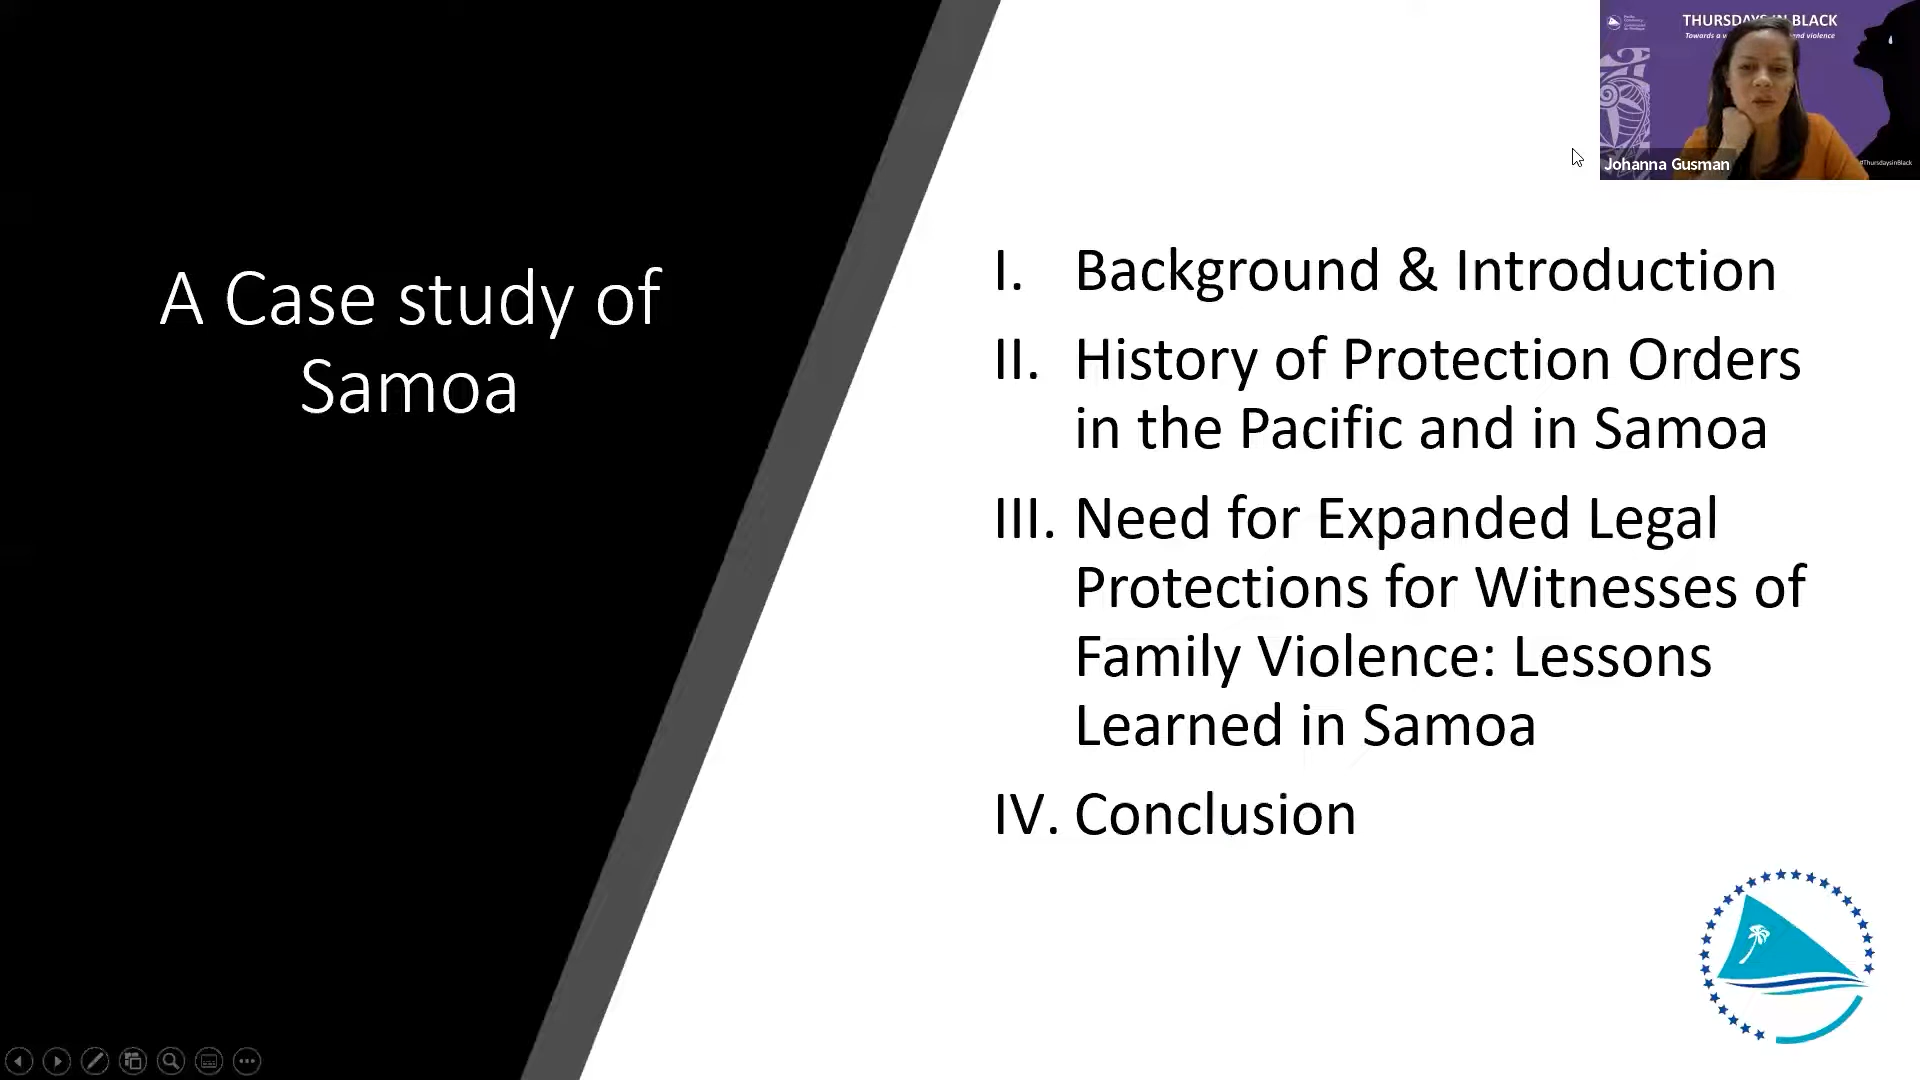 THURSDAYS IN BLACK
Johanna Gusman
#ThursdaysinBlack
A Case study of
Samoa
I. Background & Introduction
II. History of Protection Orders
in the Pacific and in Samoa
III. Need for Expanded Legal
Protections for Witnesses of
Family Violence: Lessons
Learned in Samoa
IV. Conclusion